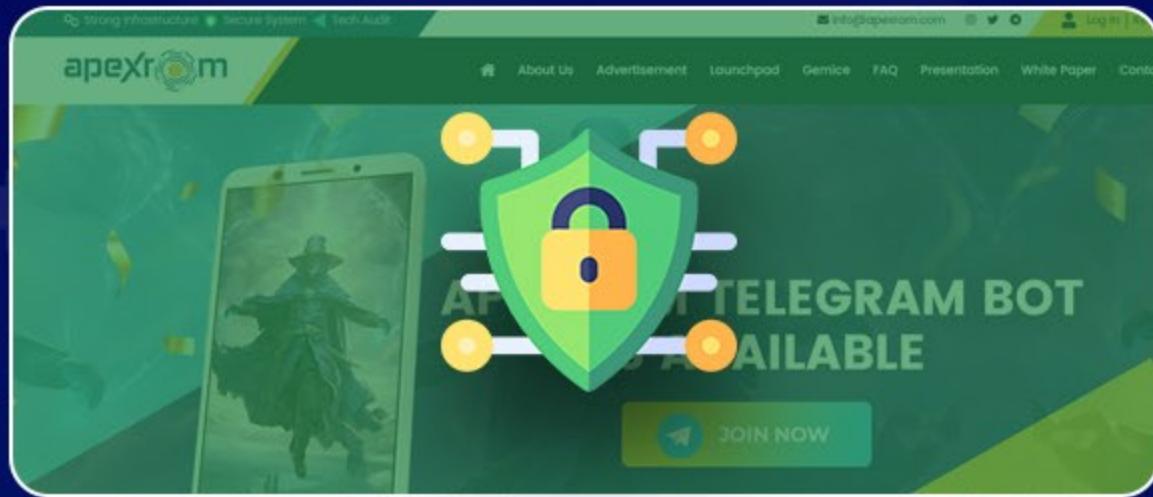 Strong Infrastructure Secure System Tech Audit
info@apexrom.com
Log In |
apexrom
About Us Advertisement Launchpad Gemice FAQ Presentation White Paper
TELEGRAM BOT
JOIN NOW